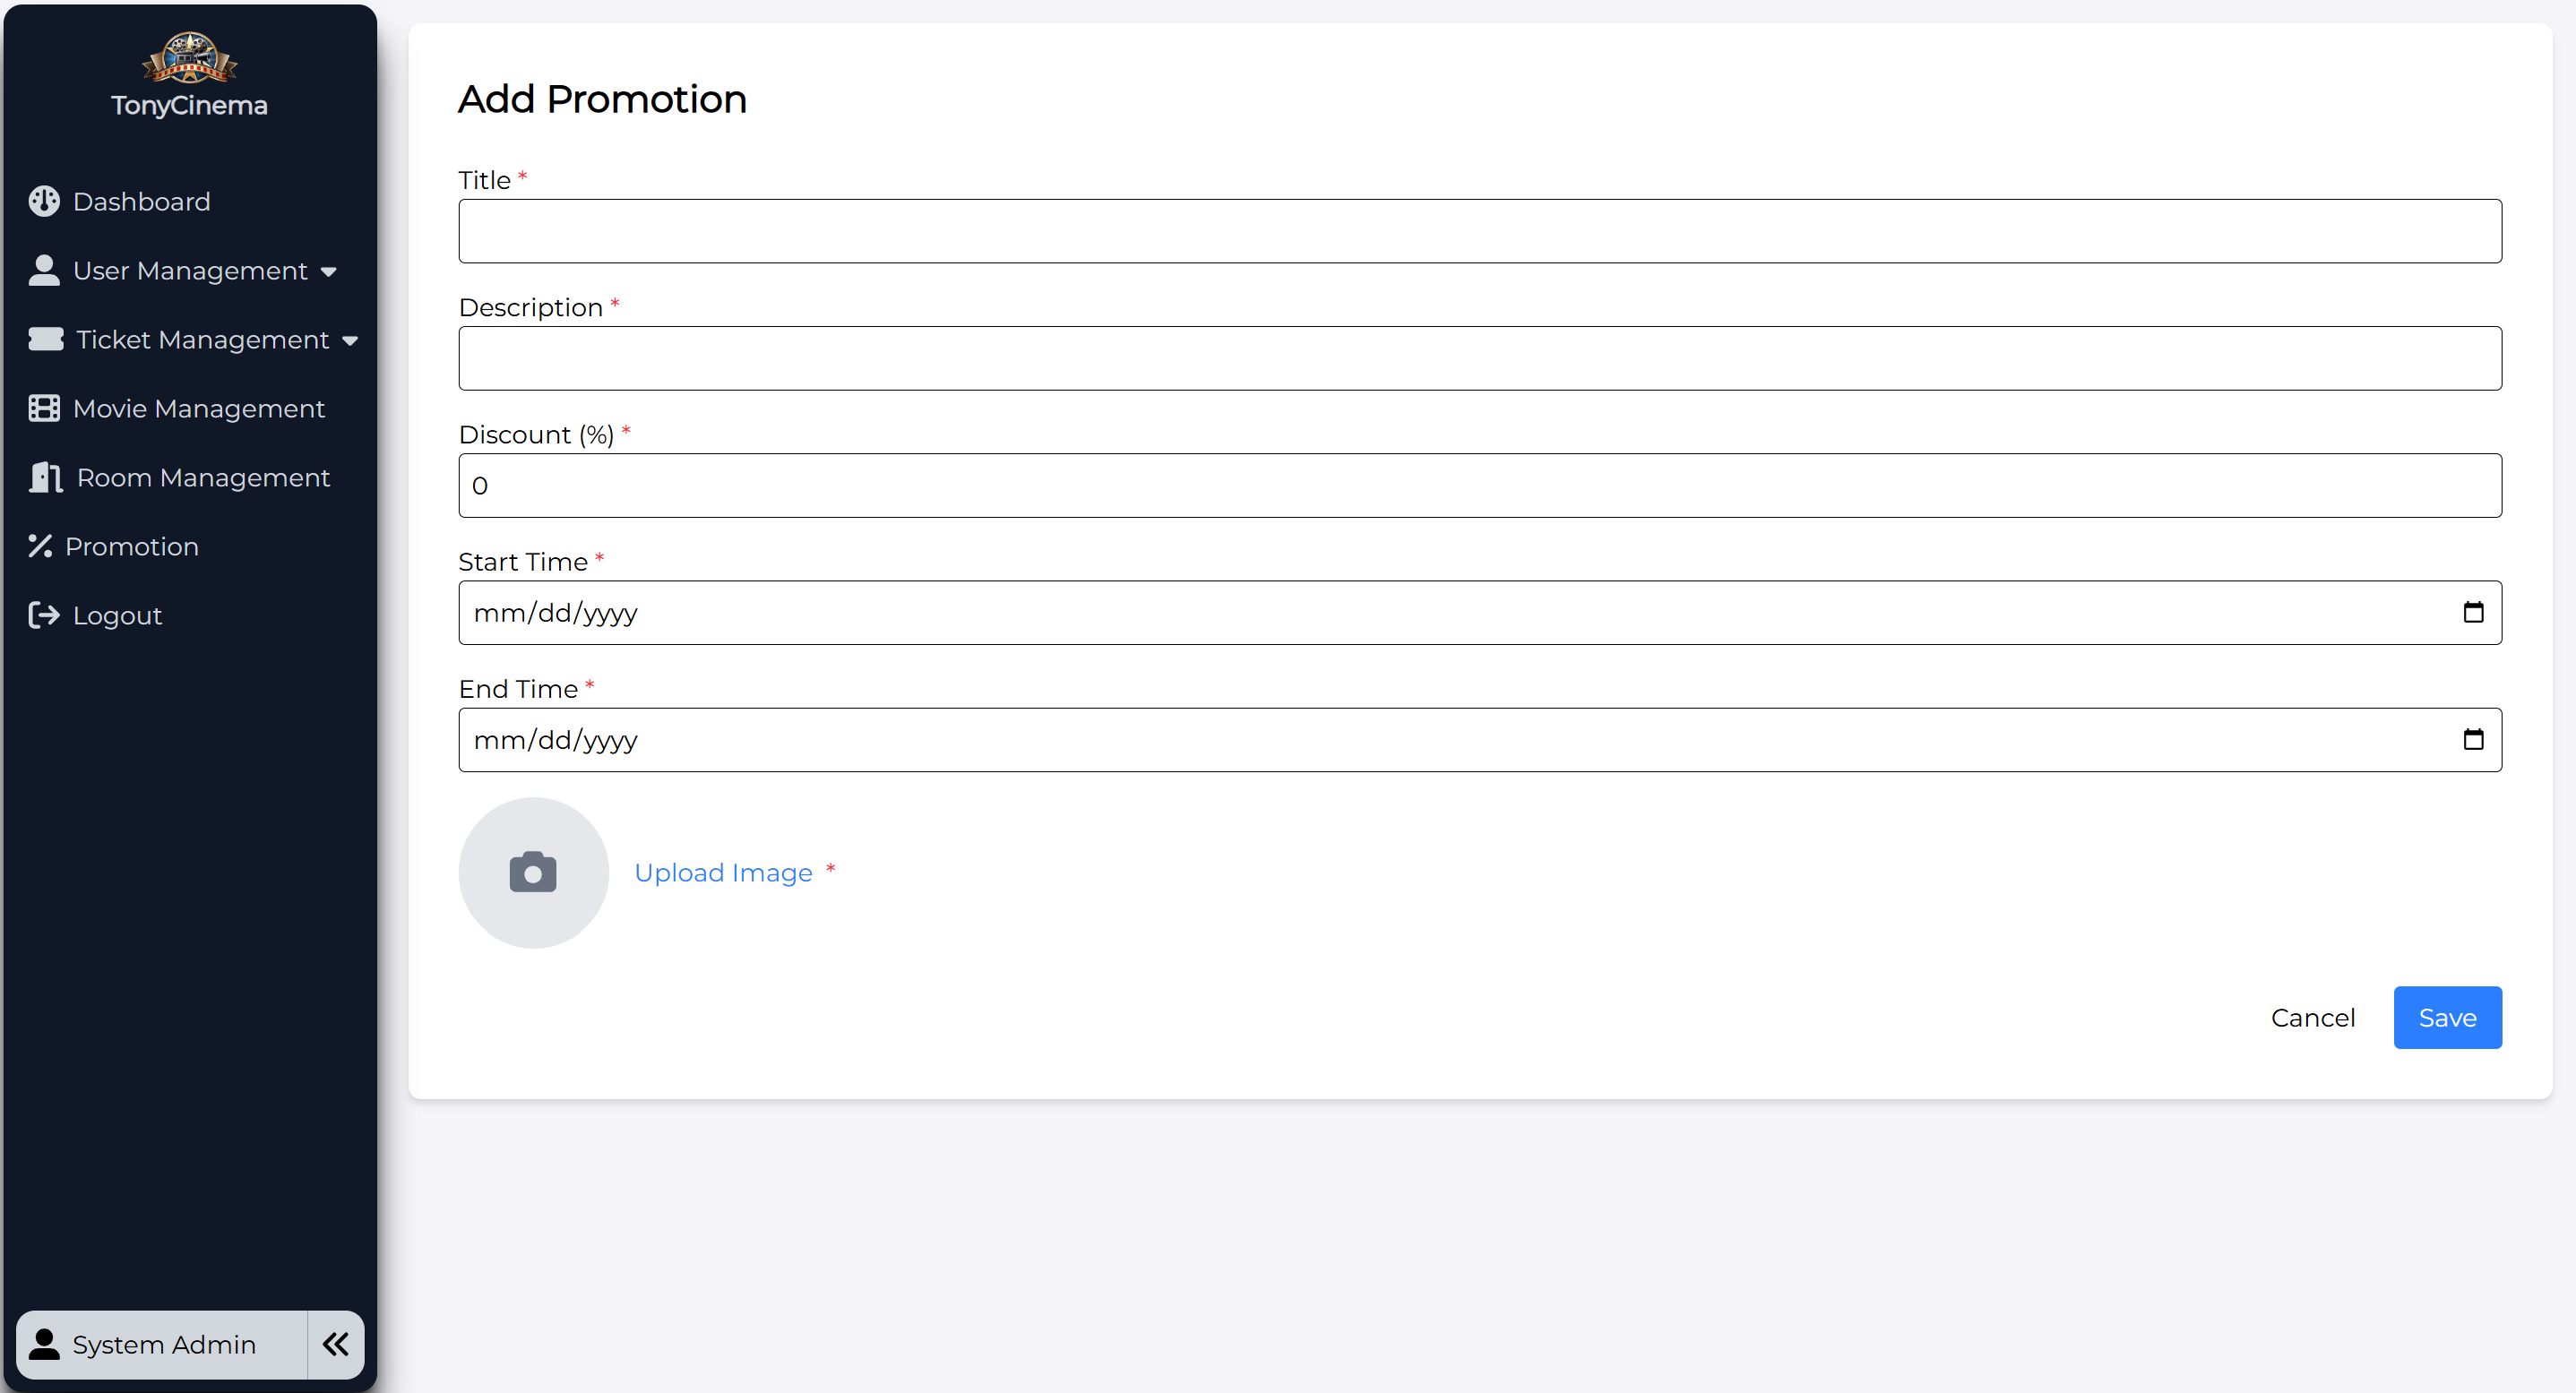 TonyCinema
Dashboard
User Management
Ticket Management
Movie Management
Room Management
Promotion
Logout
System Admin
Add Promotion
Title *
Description *
Discount (%) *
0
Start Time *
mm/dd/yyyy
End Time *
mm/dd/yyyy
Upload Image *
Cancel
Save